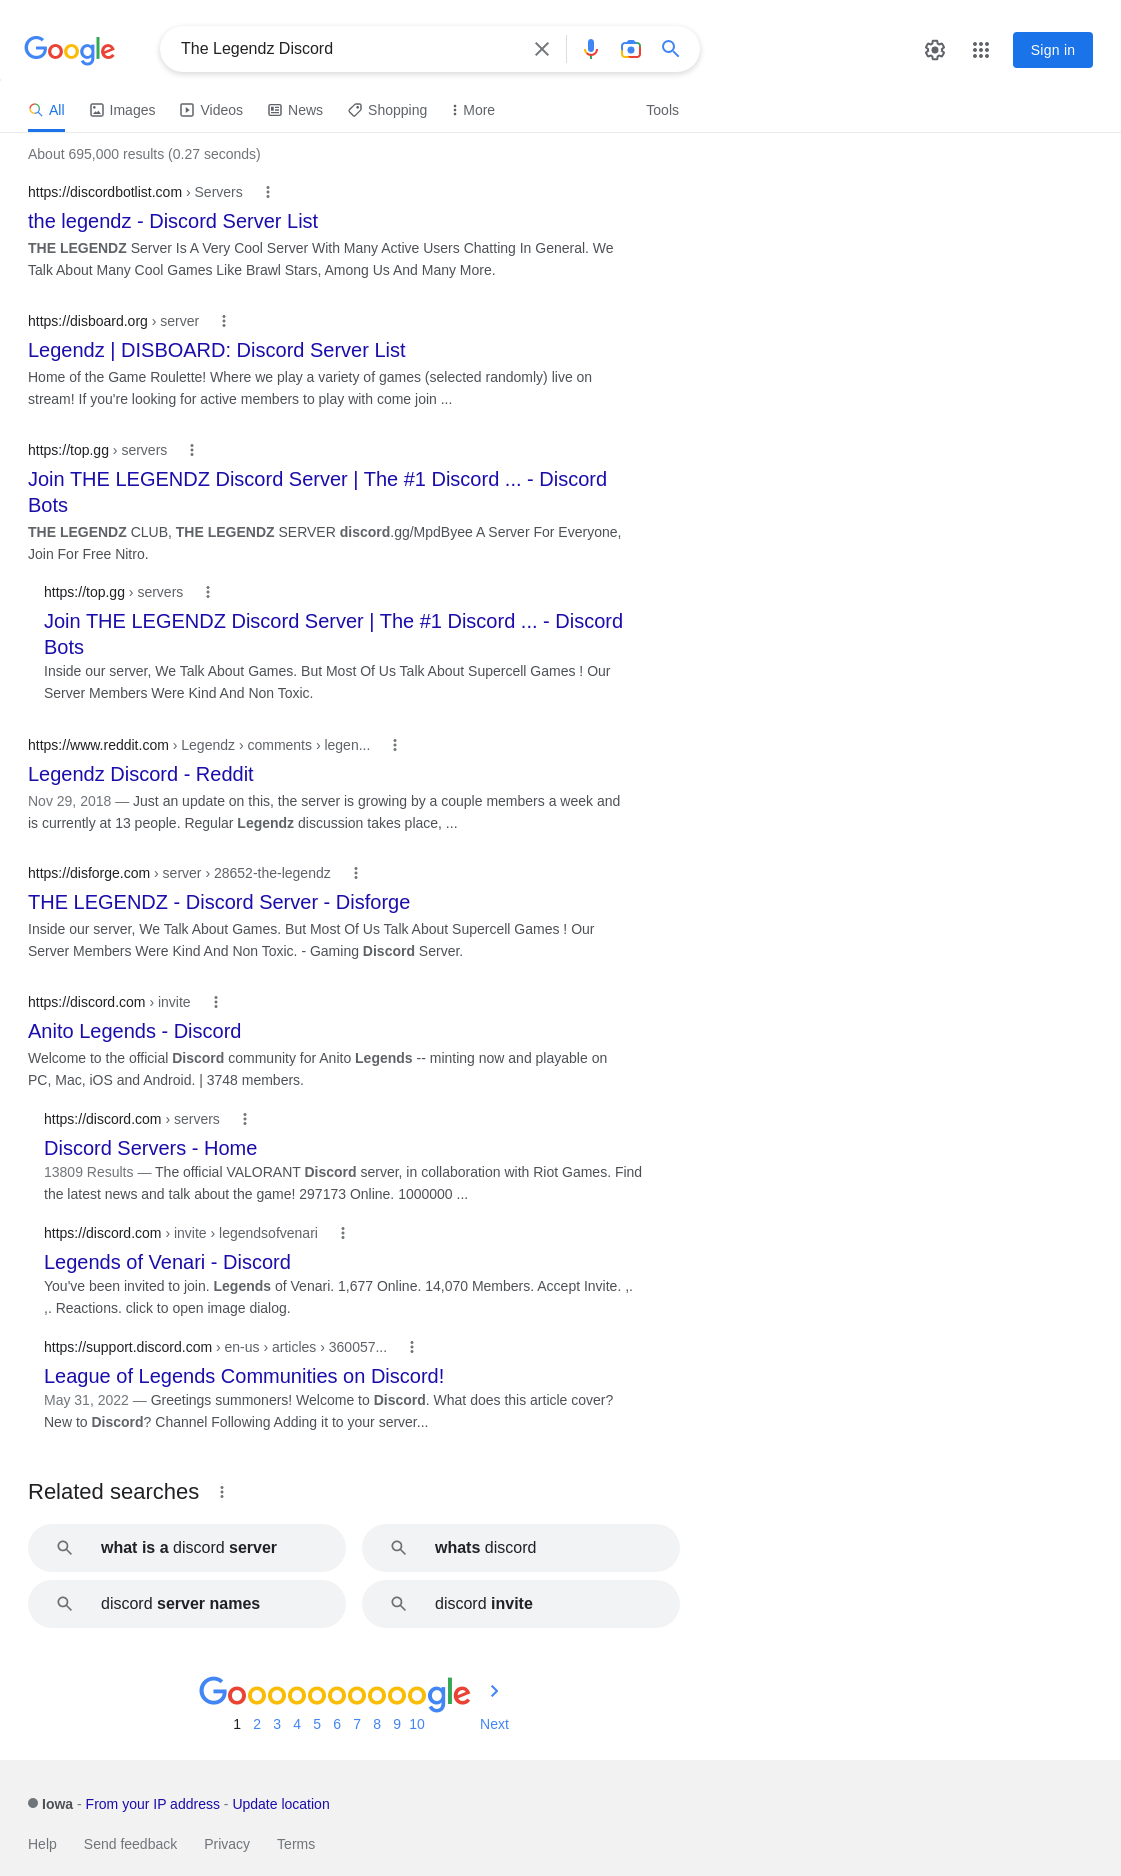 Google
The Legendz Discord
Sign in
All Images Videos News Shopping More Tools
About 695,000 results (0.27 seconds)
https://discordbotlist.com › Servers
the legendz - Discord Server List
THE LEGENDZ Server Is A Very Cool Server With Many Active Users Chatting In General. We
Talk About Many Cool Games Like Brawl Stars, Among Us And Many More.
https://disboard.org › server
Legendz | DISBOARD: Discord Server List
Home of the Game Roulette! Where we play a variety of games (selected randomly) live on
stream! If you're looking for active members to play with come join ...
https://top.gg › servers
Join THE LEGENDZ Discord Server | The #1 Discord ... - Discord
Bots
THE LEGENDZ CLUB, THE LEGENDZ SERVER discord.gg/MpdByee A Server For Everyone,
Join For Free Nitro.
https://top.gg › servers
Join THE LEGENDZ Discord Server | The #1 Discord ... - Discord
Bots
Inside our server, We Talk About Games. But Most Of Us Talk About Supercell Games ! Our
Server Members Were Kind And Non Toxic.
https://www.reddit.com › Legendz › comments › legen...
Legendz Discord - Reddit
Nov 29, 2018 — Just an update on this, the server is growing by a couple members a week and
is currently at 13 people. Regular Legendz discussion takes place, ...
https://disforge.com › server › 28652-the-legendz
THE LEGENDZ - Discord Server - Disforge
Inside our server, We Talk About Games. But Most Of Us Talk About Supercell Games ! Our
Server Members Were Kind And Non Toxic. - Gaming Discord Server.
https://discord.com › invite
Anito Legends - Discord
Welcome to the official Discord community for Anito Legends -- minting now and playable on
PC, Mac, iOS and Android. | 3748 members.
https://discord.com › servers
Discord Servers - Home
13809 Results — The official VALORANT Discord server, in collaboration with Riot Games. Find
the latest news and talk about the game! 297173 Online. 1000000 ...
https://discord.com › invite › legendsofvenari
Legends of Venari - Discord
You've been invited to join. Legends of Venari. 1,677 Online. 14,070 Members. Accept Invite. ,.
,. Reactions. click to open image dialog.
https://support.discord.com › en-us › articles › 360057...
League of Legends Communities on Discord!
May 31, 2022 — Greetings summoners! Welcome to Discord. What does this article cover?
New to Discord? Channel Following Adding it to your server...
Related searches
what is a discord server
whats discord
discord server names
discord invite
Goooooooooogle
1 2 3 4 5 6 7 8 9 10 Next
Iowa - From your IP address - Update location
Help Send feedback Privacy Terms